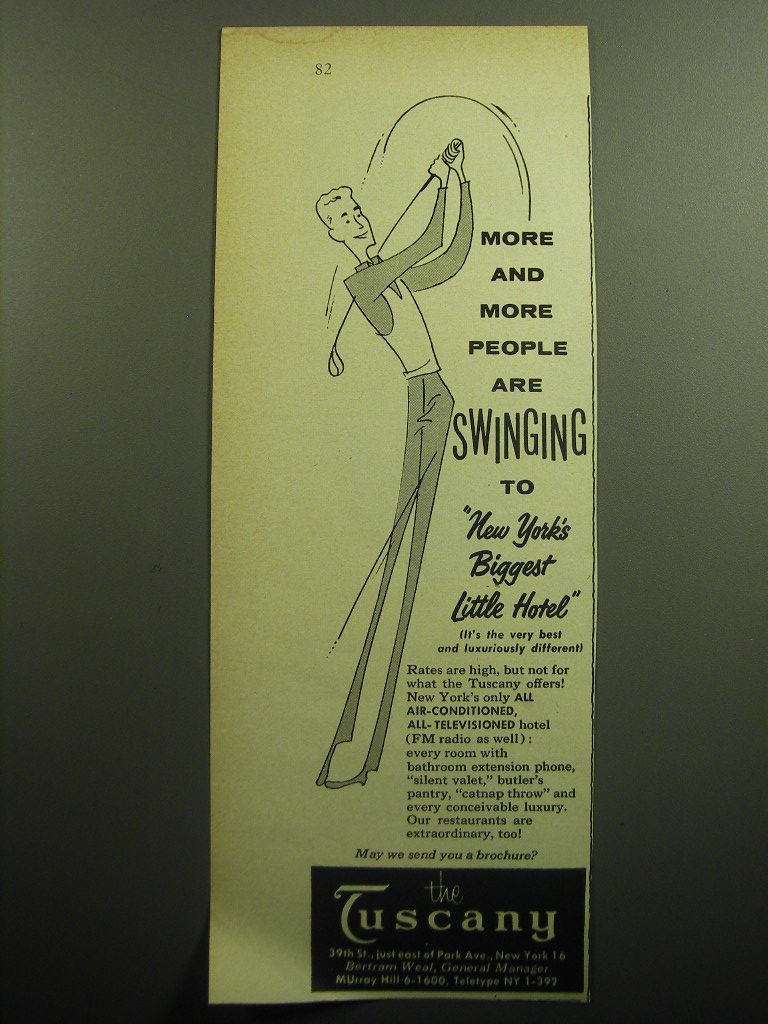 82
MORE
AND
MORE
PEOPLE
ARE
SWINGING
TO
"New York's
Biggest
Little Hotel"
(It's the very best
and luxuriously different)
Rates are high, but not for
what the Tuscany offers!
New York's only ALL
AIR-CONDITIONED,
ALL-TELEVISIONED hotel
(FM radio as well):
every room with
bathroom extension phone,
"silent valet," butler's
pantry, "catnap throw" and
every conceivable luxury.
Our restaurants are
extraordinary, too!
May we send you a brochure?
the
Tuscany
39th St., just east of Park Ave., New York 16
Bertram Weal, General Manager
MUrray Hill 6-1600, Teletype NY 1-392